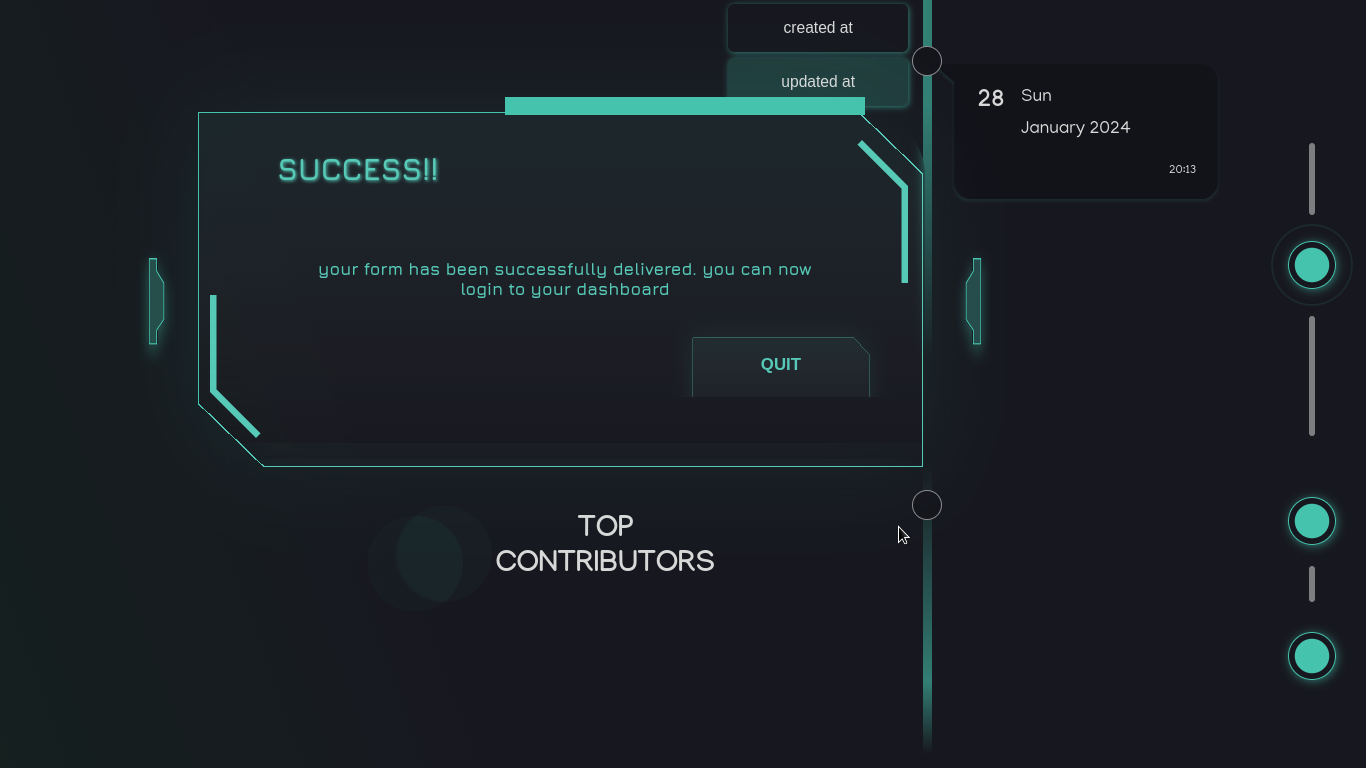 created at
updated at
28 Sun
January 2024
20:13
SUCCESS!!
your form has been successfully delivered. you can now
login to your dashboard
QUIT
TOP
CONTRIBUTORS